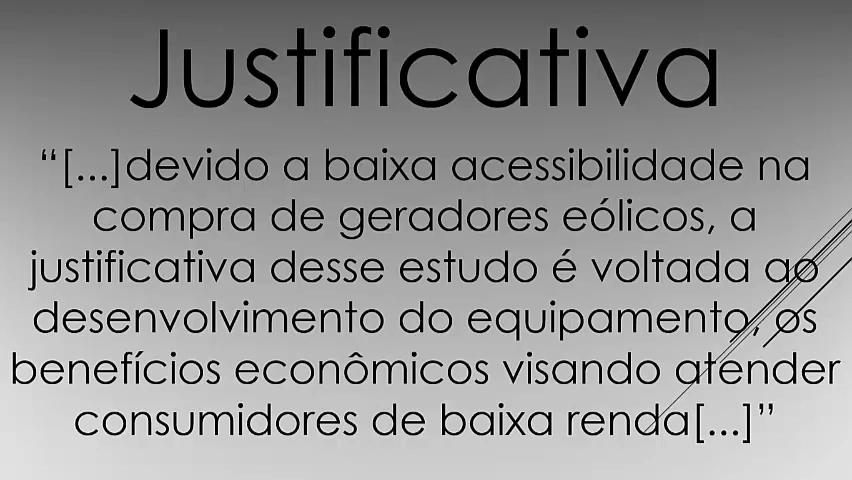 Justificativa
“[...]devido a baixa acessibilidade na
compra de geradores eólicos, a
justificativa desse estudo é voltada ao
desenvolvimento do equipamento, os
benefícios econômicos visando atender
consumidores de baixa renda[...]”